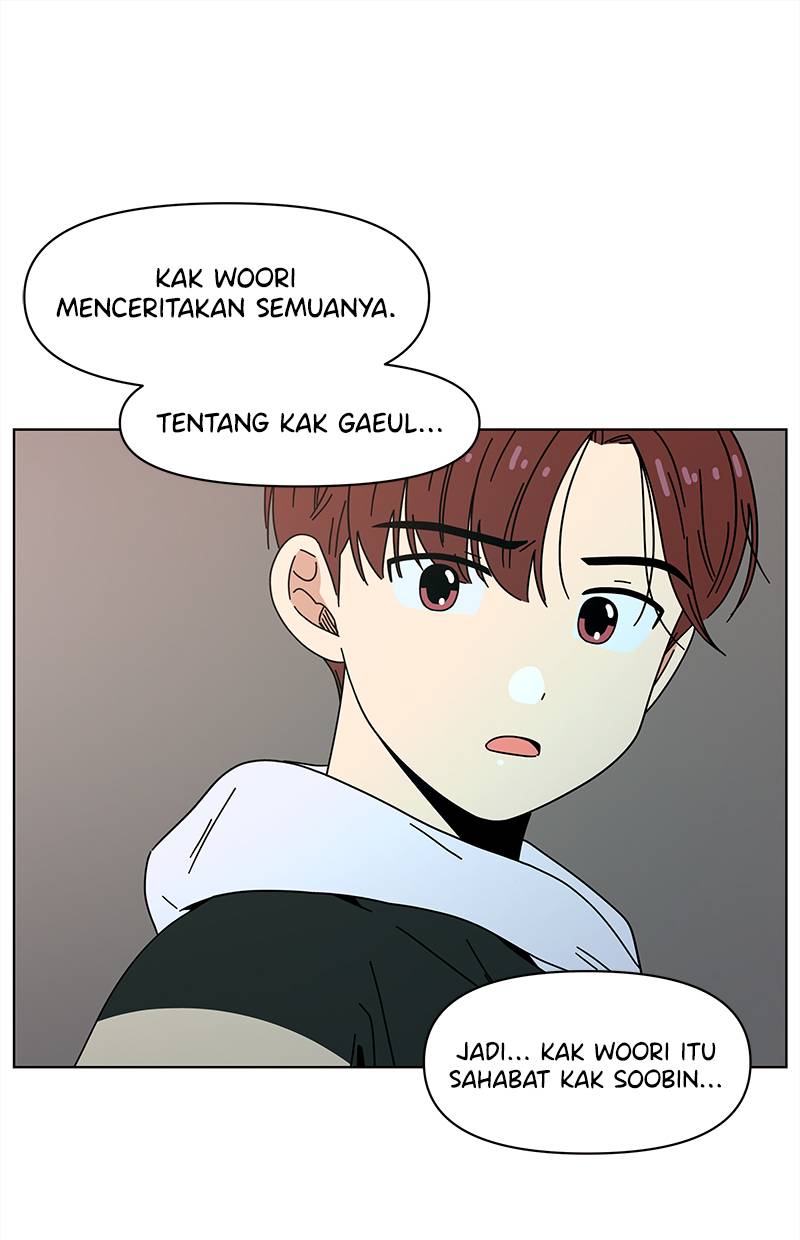 KAK WOORI
MENCERITAKAN SEMUANYA.
TENTANG KAK GAEUL...
JADI... KAK WOORI ITU
SAHABAT KAK SOOBIN...